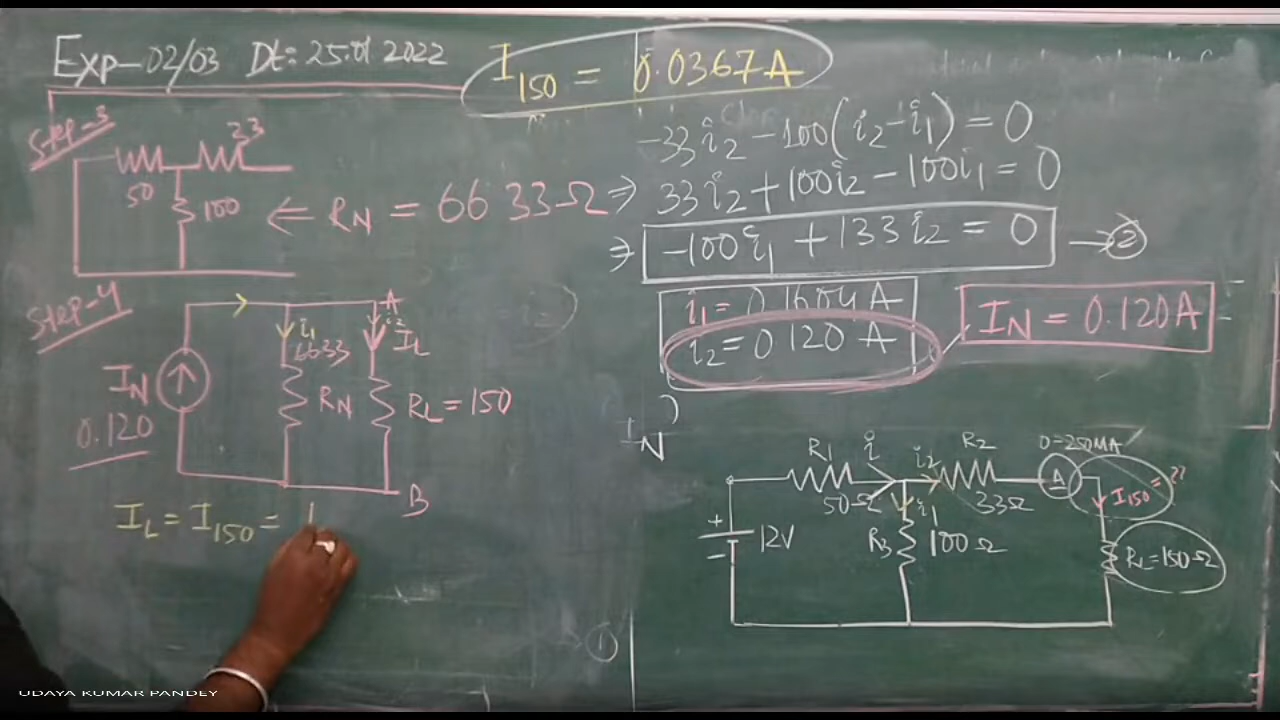 Exp-02/03 Dt: 25.01 2022
I150 = 0.0367A
Step-3
50
33
100
⇐ RN = 66 33Ω
-33i2 - 100(i2-i1) = 0
⇒ 33i2 + 100i2 - 100i1 = 0
⇒ -100i1 + 133i2 = 0 → 2
i1 = 0.1604 A
i2 = 0 120 A
IN = 0.120A
Step-4
IN
0.120
i1
6633
RN
A
i2
IL
RL = 150
B
IL = I150 =
IN
R1
50Ω
i
i2
R2
33Ω
0-250MA
A
I150 = ??
+
-
12V
R3
i1
100Ω
RL = 150Ω
1
UDAYA KUMAR PANDEY